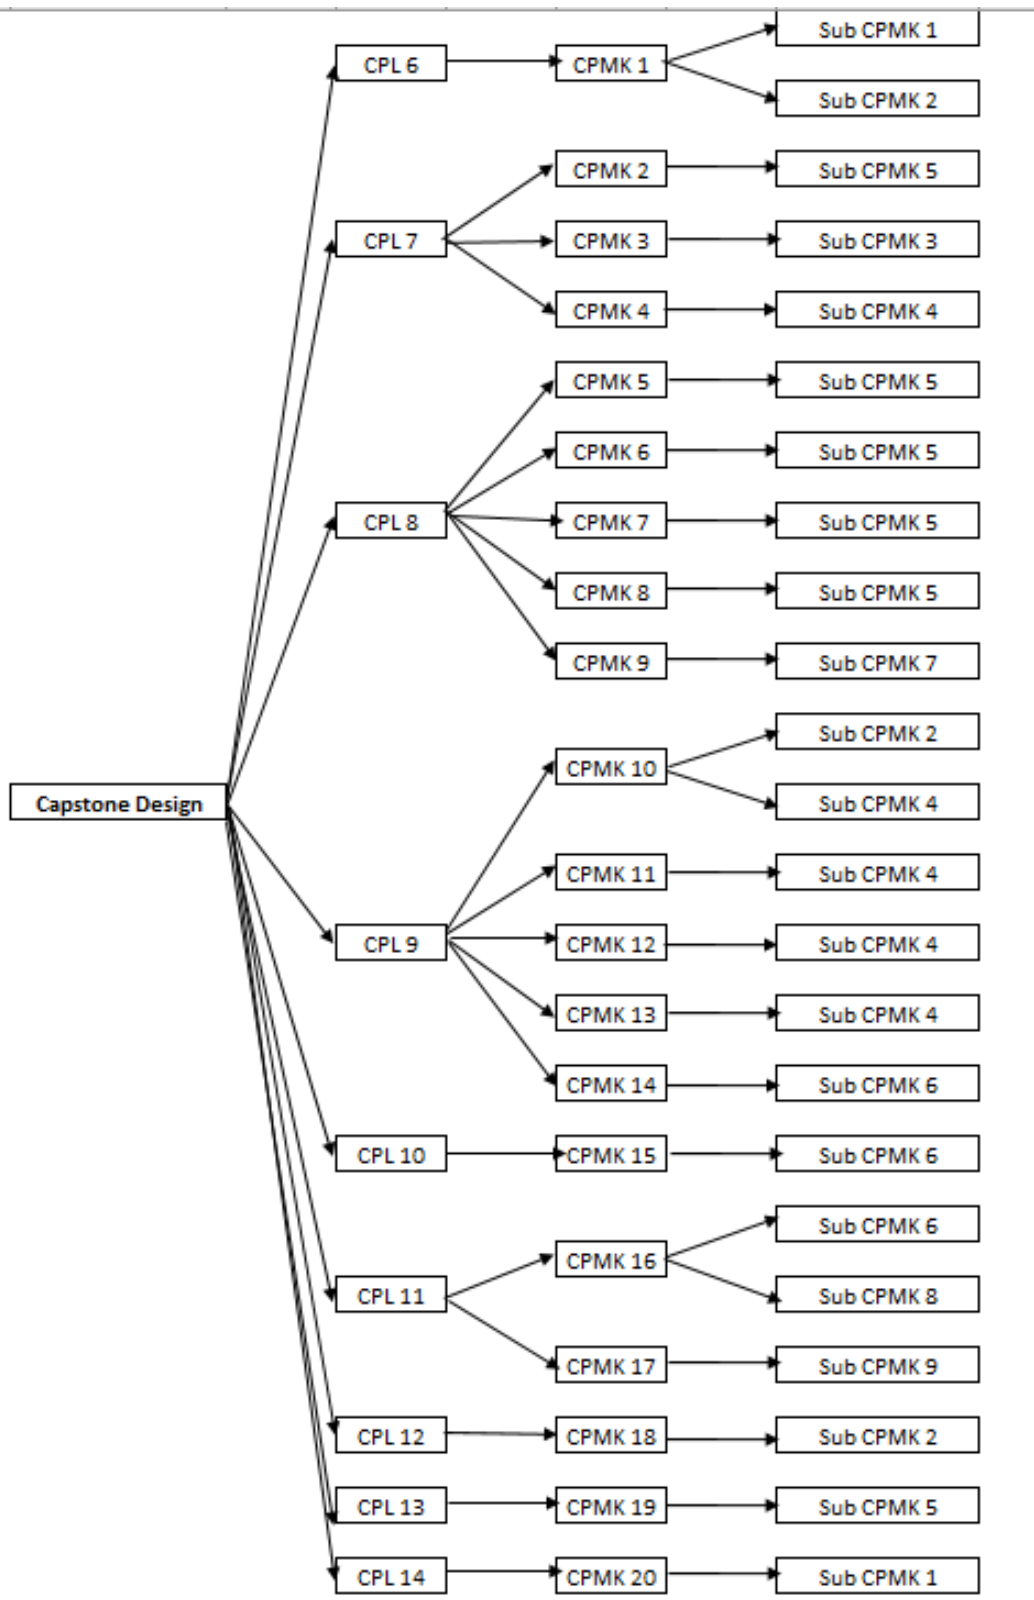 Sub CPMK 1
CPL 6
CPMK 1
Sub CPMK 2
CPMK 2
Sub CPMK 5
CPL 7
CPMK 3
Sub CPMK 3
CPMK 4
Sub CPMK 4
CPMK 5
Sub CPMK 5
CPMK 6
Sub CPMK 5
CPL 8
CPMK 7
Sub CPMK 5
CPMK 8
Sub CPMK 5
CPMK 9
Sub CPMK 7
Sub CPMK 2
CPMK 10
Capstone Design
Sub CPMK 4
CPMK 11
Sub CPMK 4
CPL 9
CPMK 12
Sub CPMK 4
CPMK 13
Sub CPMK 4
CPMK 14
Sub CPMK 6
CPL 10
CPMK 15
Sub CPMK 6
Sub CPMK 6
CPMK 16
CPL 11
Sub CPMK 8
CPMK 17
Sub CPMK 9
CPL 12
CPMK 18
Sub CPMK 2
CPL 13
CPMK 19
Sub CPMK 5
CPL 14
CPMK 20
Sub CPMK 1